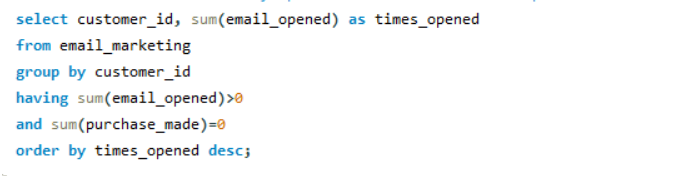 select customer_id, sum(email_opened) as times_opened
from email_marketing
group by customer_id
having sum(email_opened)>0
and sum(purchase_made)=0
order by times_opened desc;